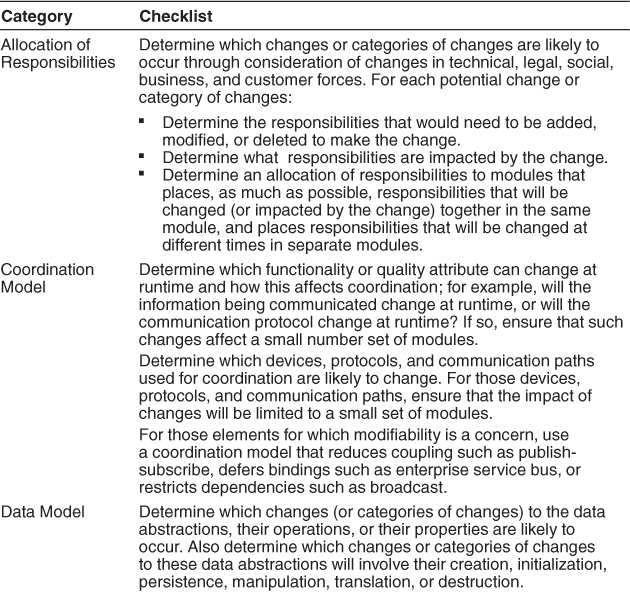 Category Checklist
Allocation of Responsibilities
Determine which changes or categories of changes are likely to
occur through consideration of changes in technical, legal, social,
business, and customer forces. For each potential change or
category of changes:
▪ Determine the responsibilities that would need to be added,
modified, or deleted to make the change.
▪ Determine what responsibilities are impacted by the change.
▪ Determine an allocation of responsibilities to modules that
places, as much as possible, responsibilities that will be
changed (or impacted by the change) together in the same
module, and places responsibilities that will be changed at
different times in separate modules.
Coordination
Model
Determine which functionality or quality attribute can change at
runtime and how this affects coordination; for example, will the
information being communicated change at runtime, or will the
communication protocol change at runtime? If so, ensure that such
changes affect a small number set of modules.
Determine which devices, protocols, and communication paths
used for coordination are likely to change. For those devices,
protocols, and communication paths, ensure that the impact of
changes will be limited to a small set of modules.
For those elements for which modifiability is a concern, use
a coordination model that reduces coupling such as publish-
subscribe, defers bindings such as enterprise service bus, or
restricts dependencies such as broadcast.
Data Model
Determine which changes (or categories of changes) to the data
abstractions, their operations, or their properties are likely to
occur. Also determine which changes or categories of changes
to these data abstractions will involve their creation, initialization,
persistence, manipulation, translation, or destruction.